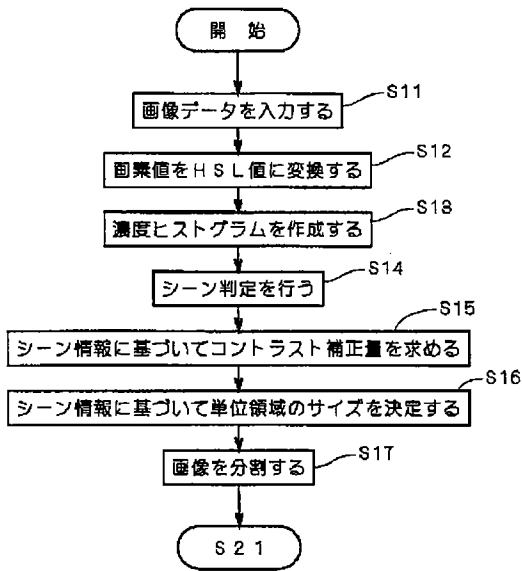 開始
画像データを入力する
S11
画素値をHSL値に変換する
S12
濃度ヒストグラムを作成する
S13
シーン判定を行う
S14
シーン情報に基づいてコントラスト補正量を求める
S15
シーン情報に基づいて単位領域のサイズを決定する
S16
画像を分割する
S17
S21